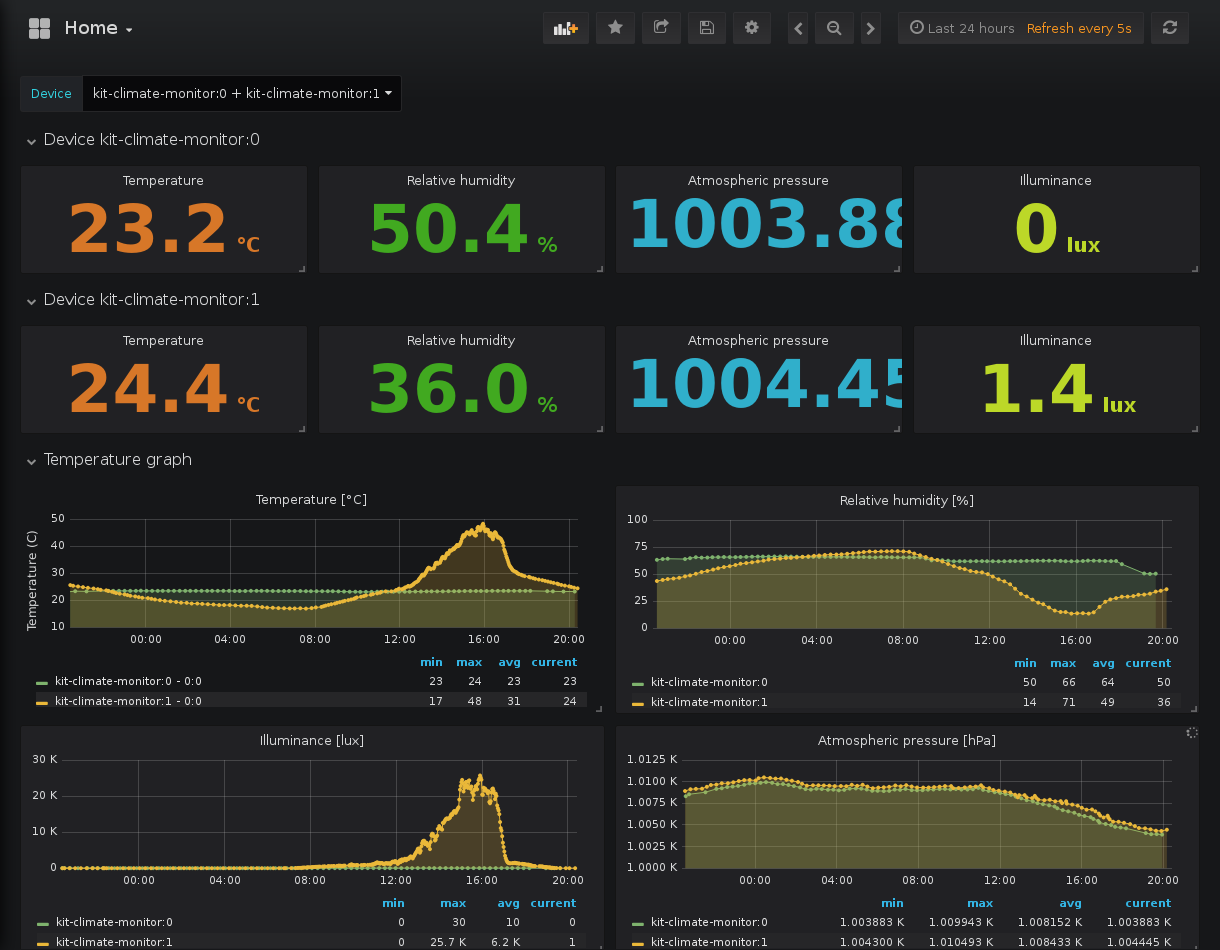 Home
Last 24 hours Refresh every 5s
Device kit-climate-monitor:0 + kit-climate-monitor:1
Device kit-climate-monitor:0
Temperature Relative humidity Atmospheric pressure Illuminance
23.2 °C 50.4 % 1003.88 0 lux
Device kit-climate-monitor:1
Temperature Relative humidity Atmospheric pressure Illuminance
24.4 °C 36.0 % 1004.45 1.4 lux
Temperature graph
Temperature [°C]
Temperature (C)
50
40
30
20
10
00:00 04:00 08:00 12:00 16:00 20:00
min max avg current
kit-climate-monitor:0 - 0:0 23 24 23 23
kit-climate-monitor:1 - 0:0 17 48 31 24
Relative humidity [%]
100
75
50
25
0
00:00 04:00 08:00 12:00 16:00 20:00
min max avg current
kit-climate-monitor:0 50 66 64 50
kit-climate-monitor:1 14 71 49 36
Illuminance [lux]
30 K
20 K
10 K
0
00:00 04:00 08:00 12:00 16:00 20:00
min max avg current
kit-climate-monitor:0 0 30 10 0
kit-climate-monitor:1 0 25.7 K 6.2 K 1
Atmospheric pressure [hPa]
1.0125 K
1.0100 K
1.0075 K
1.0050 K
1.0025 K
1.0000 K
00:00 04:00 08:00 12:00 16:00 20:00
min max avg current
kit-climate-monitor:0 1.003883 K 1.009943 K 1.008152 K 1.003883 K
kit-climate-monitor:1 1.004300 K 1.010493 K 1.008433 K 1.004445 K